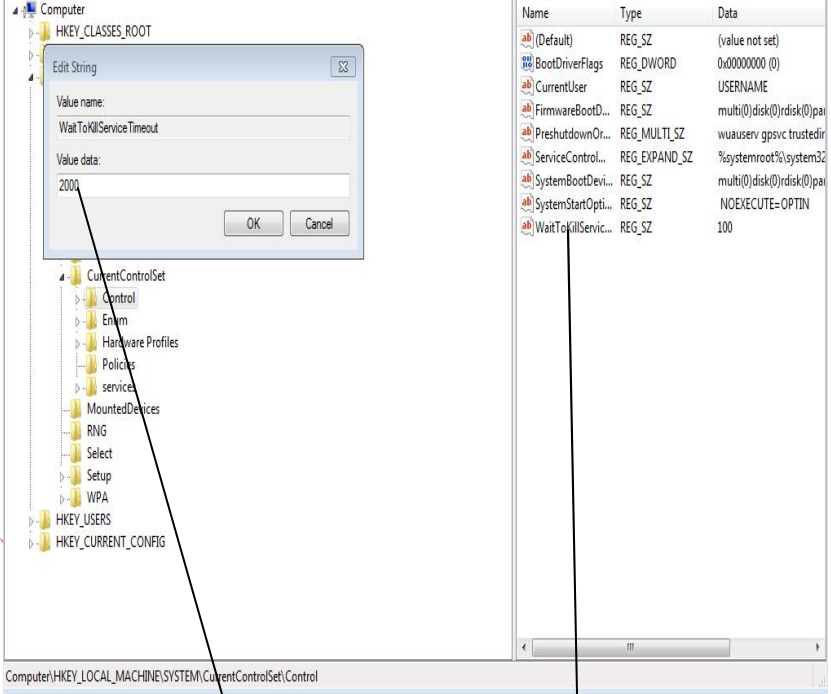 Computer
HKEY_CLASSES_ROOT
Edit String
Value name:
WaitToKillServiceTimeout
Value data:
2000
OK
Cancel
CurrentControlSet
Control
Enum
Hardware Profiles
Policies
services
MountedDevices
RNG
Select
Setup
WPA
HKEY_USERS
HKEY_CURRENT_CONFIG
Name Type Data
(Default) REG_SZ (value not set)
BootDriverFlags REG_DWORD 0x00000000 (0)
CurrentUser REG_SZ USERNAME
FirmwareBootD... REG_SZ multi(0)disk(0)rdisk(0)par
PreshutdownOr... REG_MULTI_SZ wuauserv gpsvc trustedin
ServiceControl... REG_EXPAND_SZ %systemroot%\system32
SystemBootDevi... REG_SZ multi(0)disk(0)rdisk(0)par
SystemStartOpti... REG_SZ NOEXECUTE=OPTIN
WaitToKillServic... REG_SZ 100
Computer\HKEY_LOCAL_MACHINE\SYSTEM\CurrentControlSet\Control